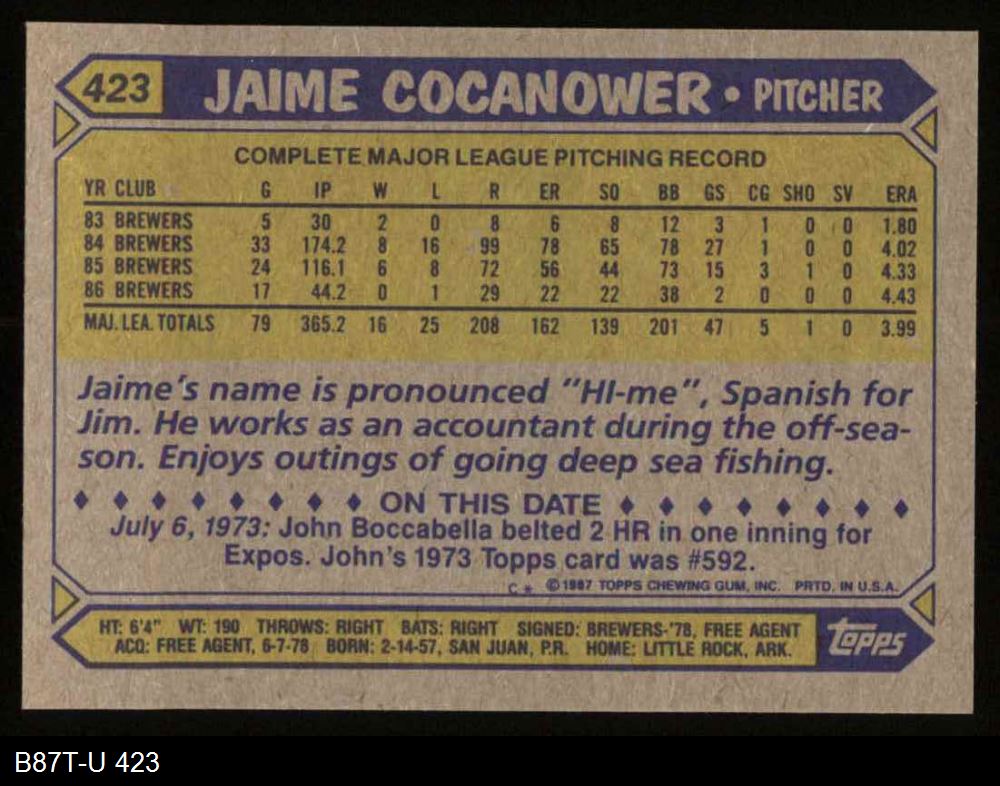 423 JAIME COCANOWER • PITCHER
COMPLETE MAJOR LEAGUE PITCHING RECORD
YR CLUB G IP W L R ER SO BB GS CG SHO SV ERA
83 BREWERS 5 30 2 0 8 6 8 12 3 1 0 0 1.80
84 BREWERS 33 174.2 8 16 99 78 65 78 27 1 0 0 4.02
85 BREWERS 24 116.1 6 8 72 56 44 73 15 3 1 0 4.33
86 BREWERS 17 44.2 0 1 29 22 22 38 2 0 0 0 4.43
MAJ. LEA. TOTALS 79 365.2 16 25 208 162 139 201 47 5 1 0 3.99
Jaime's name is pronounced "HI-me", Spanish for
Jim. He works as an accountant during the off-sea-
son. Enjoys outings of going deep sea fishing.
♦ ♦ ♦ ♦ ♦ ♦ ♦ ♦ ON THIS DATE ♦ ♦ ♦ ♦ ♦ ♦ ♦ ♦
July 6, 1973: John Boccabella belted 2 HR in one inning for
Expos. John's 1973 Topps card was #592.
C* © 1987 TOPPS CHEWING GUM, INC. PRTD. IN U.S.A.
HT: 6'4" WT: 190 THROWS: RIGHT BATS: RIGHT SIGNED: BREWERS-'78, FREE AGENT
ACQ: FREE AGENT, 6-7-78 BORN: 2-14-57, SAN JUAN, P.R. HOME: LITTLE ROCK, ARK.
topps
B87T-U 423